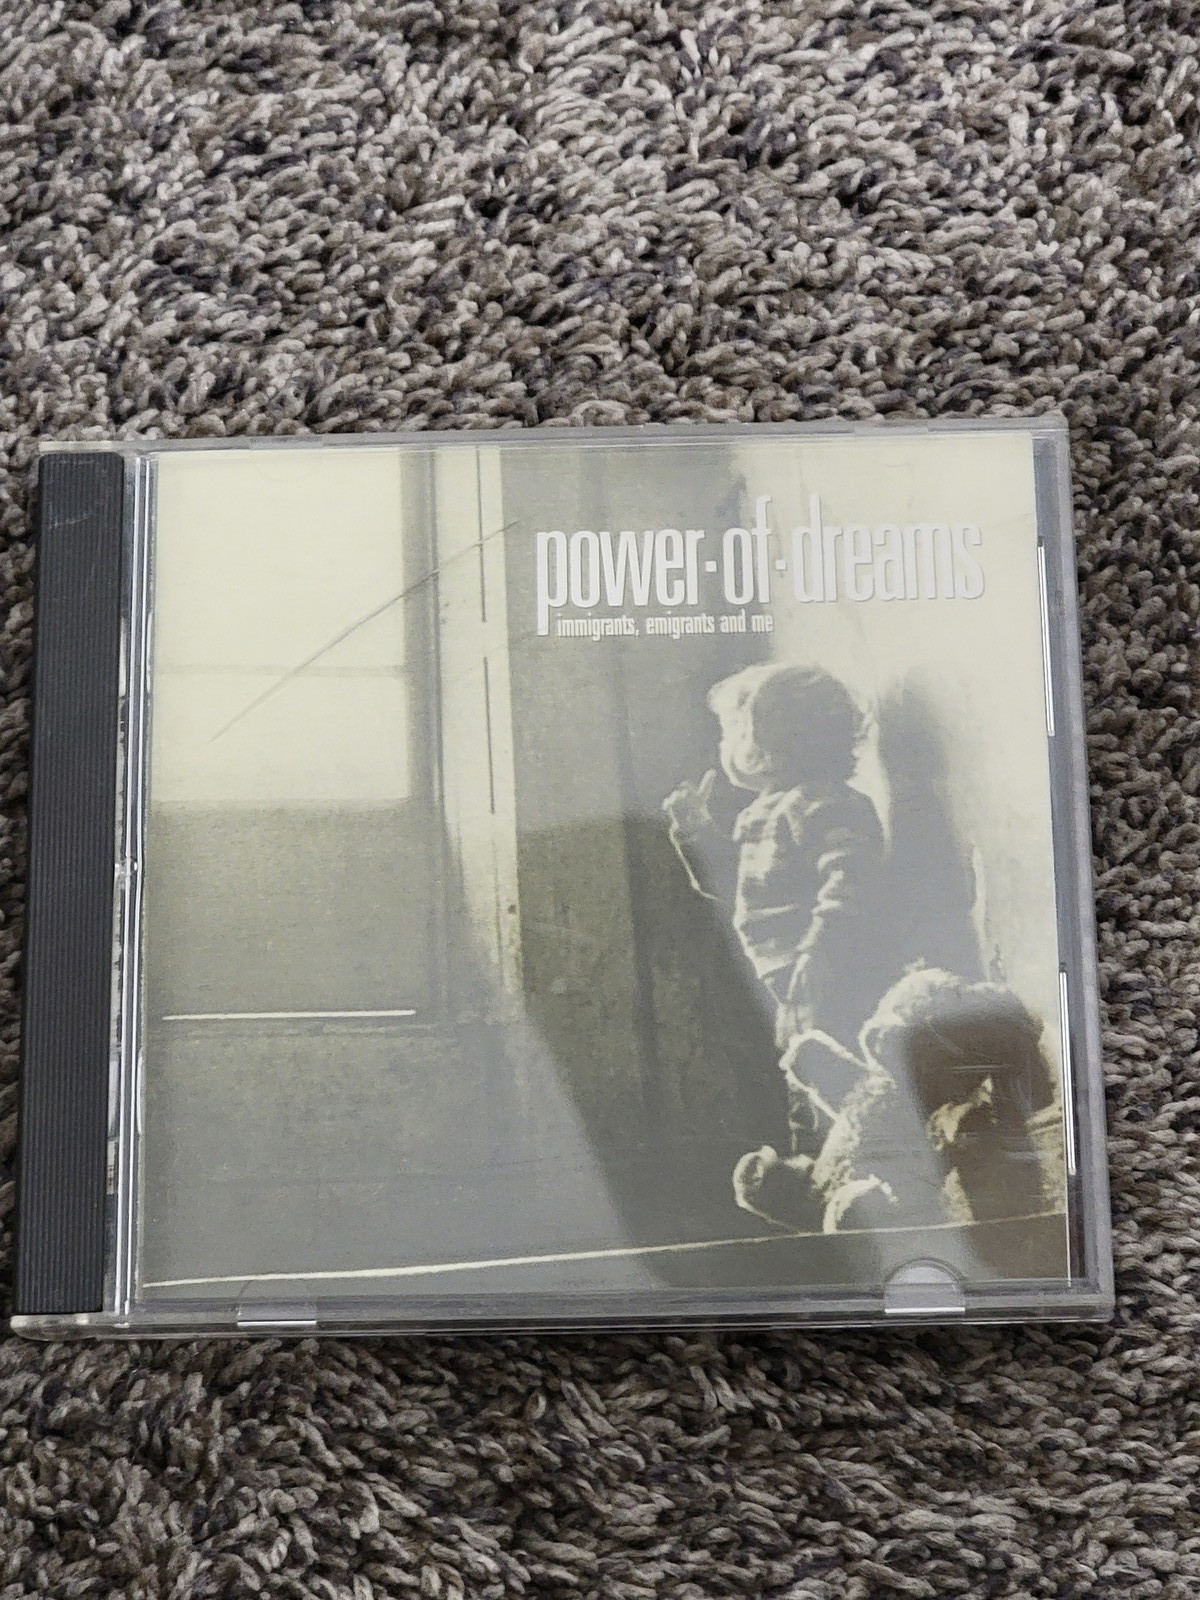 power·of·dreams
immigrants, emigrants and me